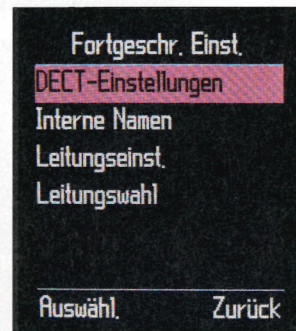 Fortgeschr. Einst.
DECT-Einstellungen
Interne Namen
Leitungseinst.
Leitungswahl
Auswähl. Zurück